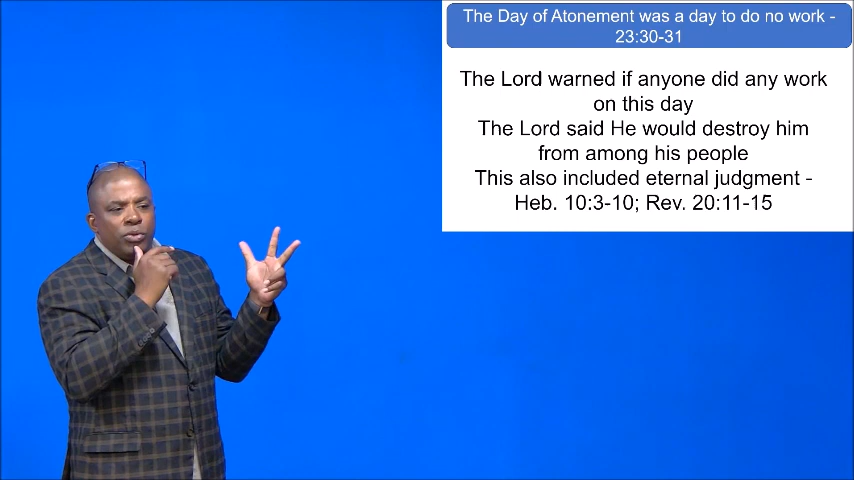 The Day of Atonement was a day to do no work -
23:30-31
The Lord warned if anyone did any work
on this day
The Lord said He would destroy him
from among his people
This also included eternal judgment -
Heb. 10:3-10; Rev. 20:11-15